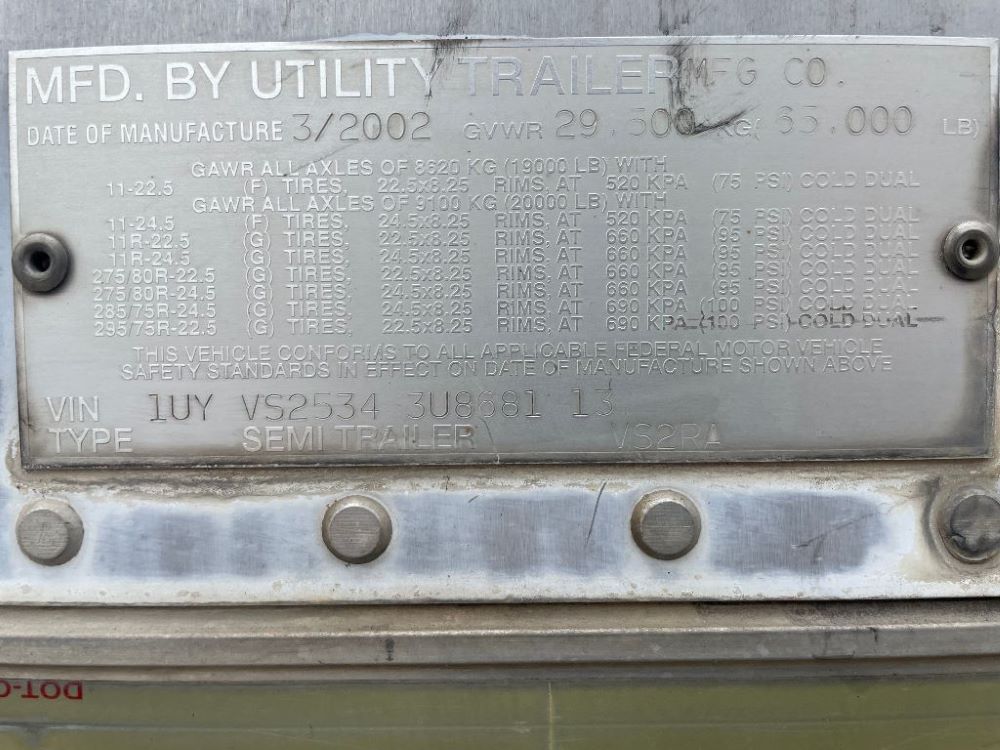 MFD. BY UTILITY TRAILER MFG CO.
DATE OF MANUFACTURE 3/2002 GVWR 29,500 KG( 65,000 LB)
GAWR ALL AXLES OF 8620 KG (19000 LB) WITH
11-22.5 (F) TIRES, 22.5x8.25 RIMS, AT 520 KPA (75 PSI) COLD DUAL
GAWR ALL AXLES OF 9100 KG (20000 LB) WITH
11-24.5 (F) TIRES, 24.5x8.25 RIMS, AT 520 KPA (75 PSI) COLD DUAL
11R-22.5 (G) TIRES, 22.5x8.25 RIMS, AT 660 KPA (95 PSI) COLD DUAL
11R-24.5 (G) TIRES, 24.5x8.25 RIMS, AT 660 KPA (95 PSI) COLD DUAL
275/80R-22.5 (G) TIRES, 22.5x8.25 RIMS, AT 660 KPA (95 PSI) COLD DUAL
275/80R-24.5 (G) TIRES, 24.5x8.25 RIMS, AT 660 KPA (95 PSI) COLD DUAL
285/75R-24.5 (G) TIRES, 24.5x8.25 RIMS, AT 690 KPA (100 PSI) COLD DUAL
295/75R-22.5 (G) TIRES, 22.5x8.25 RIMS, AT 690 KPA (100 PSI) COLD DUAL
THIS VEHICLE CONFORMS TO ALL APPLICABLE FEDERAL MOTOR VEHICLE
SAFETY STANDARDS IN EFFECT ON DATE OF MANUFACTURE SHOWN ABOVE
VIN 1UY VS2534 3U8681 13
TYPE SEMITRAILER VS2RA
DOT-C